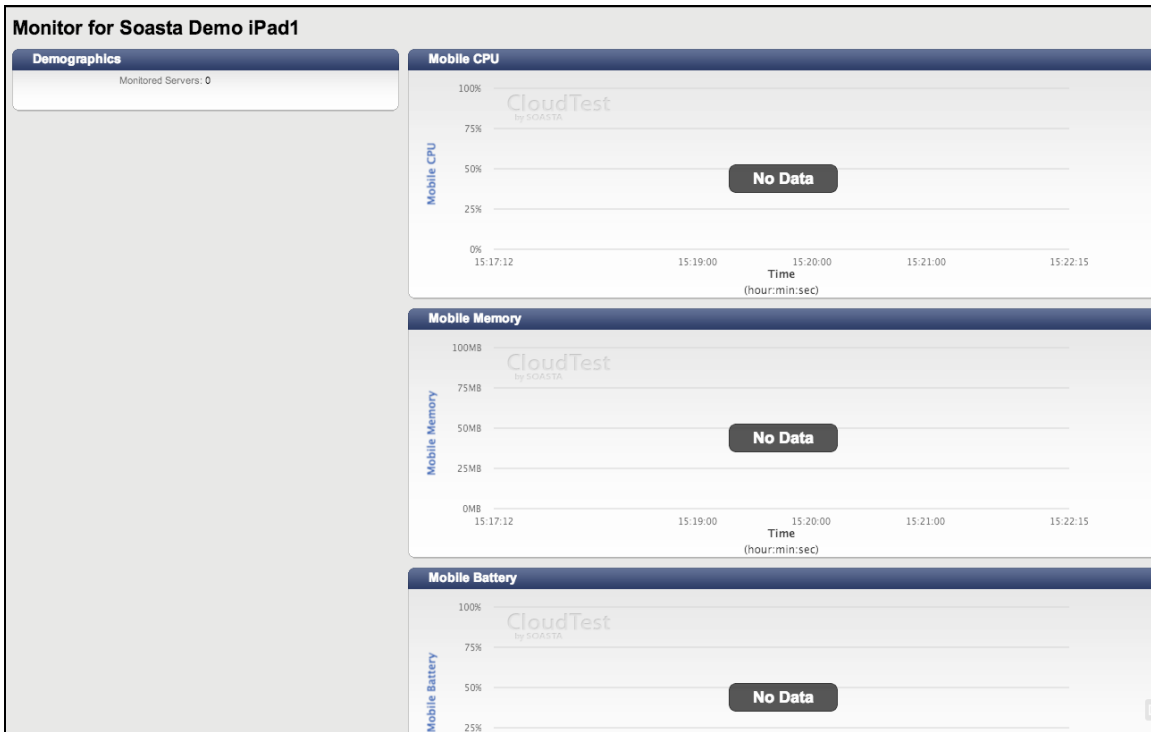 Monitor for Soasta Demo iPad1
Demographics
Monitored Servers: 0
Mobile CPU
CloudTest
by SOASTA
100%
75%
50%
25%
0%
Mobile CPU
No Data
15:17:12 15:19:00 15:20:00 15:21:00 15:22:15
Time
(hour:min:sec)
Mobile Memory
CloudTest
by SOASTA
100MB
75MB
50MB
25MB
0MB
Mobile Memory
No Data
15:17:12 15:19:00 15:20:00 15:21:00 15:22:15
Time
(hour:min:sec)
Mobile Battery
CloudTest
by SOASTA
100%
75%
50%
25%
Mobile Battery
No Data